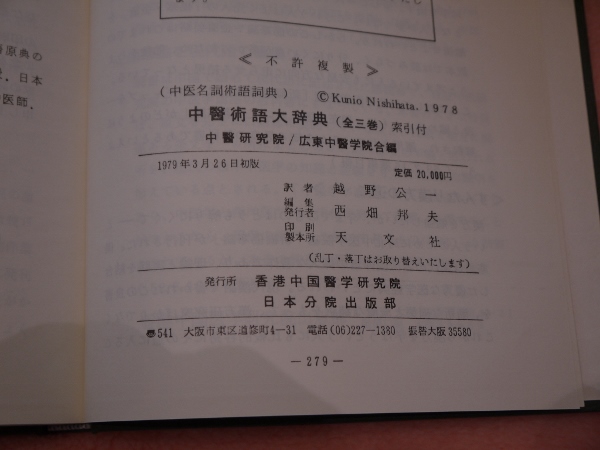 原典の
日本
医師．
≪ 不許複製 ≫
(中医名詞術語詞典) ©Kunio Nishihata. 1978
中醫術語大辞典 (全三巻) 索引付
中醫研究院/広東中醫学院合編
1979年3月26日初版 定価 20,000円
訳者 越野公一
編集
発行者 西畑邦夫
印刷
製本所 天文社
(乱丁・落丁はお取り替えいたします)
発行所 香港中国醫学研究院
日本分院出版部
541 大阪市東区道修町4―31 電話(06)227―1380 振替大阪35580
― 279 ―